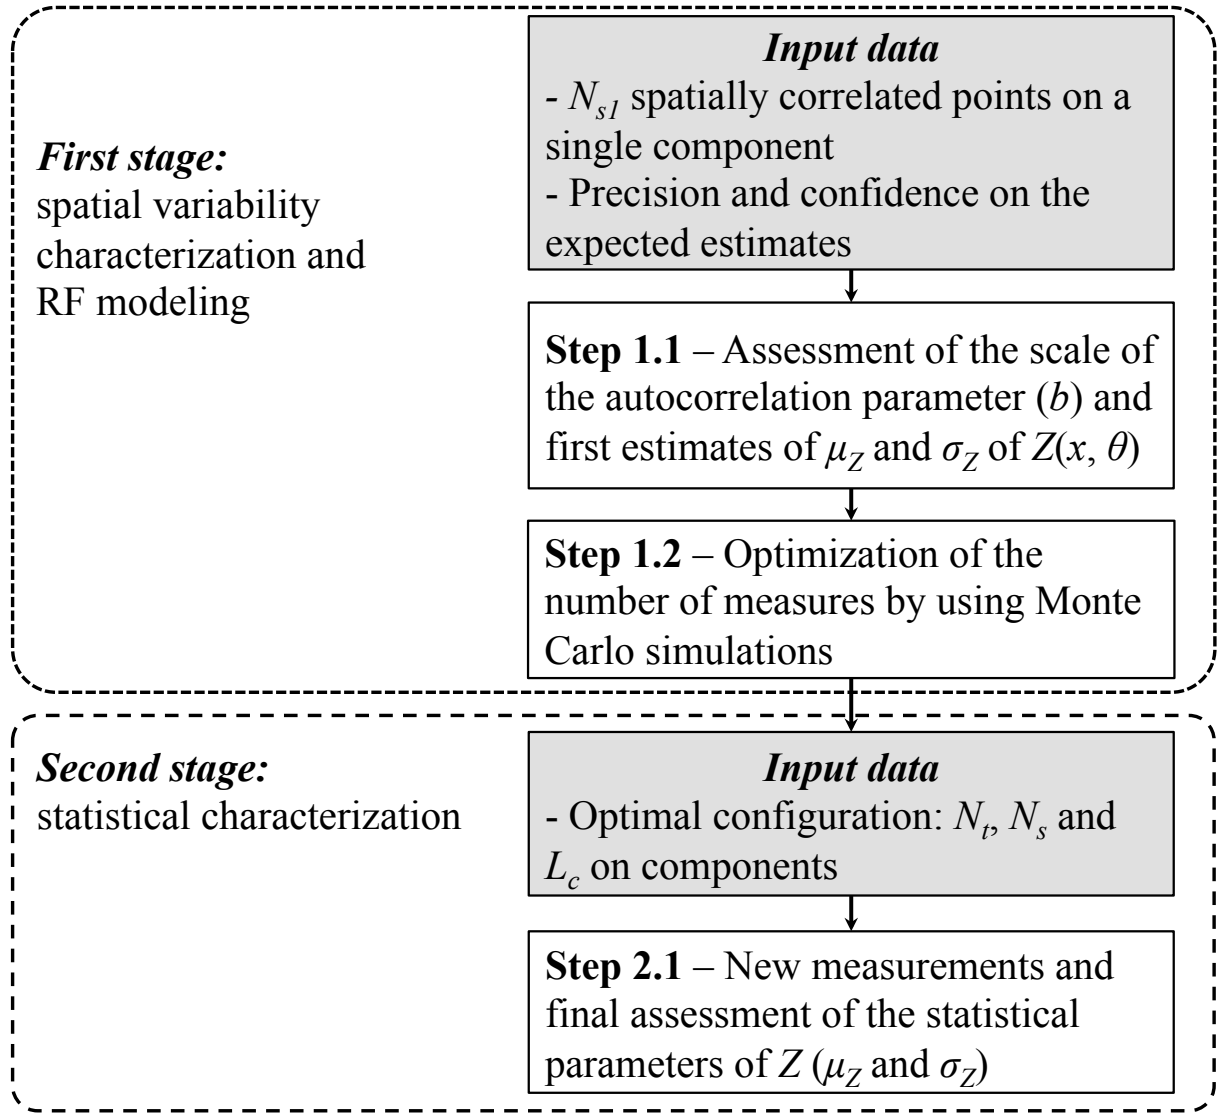 First stage:
spatial variability
characterization and
RF modeling
Input data
- Ns1 spatially correlated points on a
single component
- Precision and confidence on the
expected estimates
Step 1.1 – Assessment of the scale of
the autocorrelation parameter (b) and
first estimates of μZ and σZ of Z(x, θ)
Step 1.2 – Optimization of the
number of measures by using Monte
Carlo simulations
Second stage:
statistical characterization
Input data
- Optimal configuration: Nt, Ns and
Lc on components
Step 2.1 – New measurements and
final assessment of the statistical
parameters of Z (μZ and σZ)